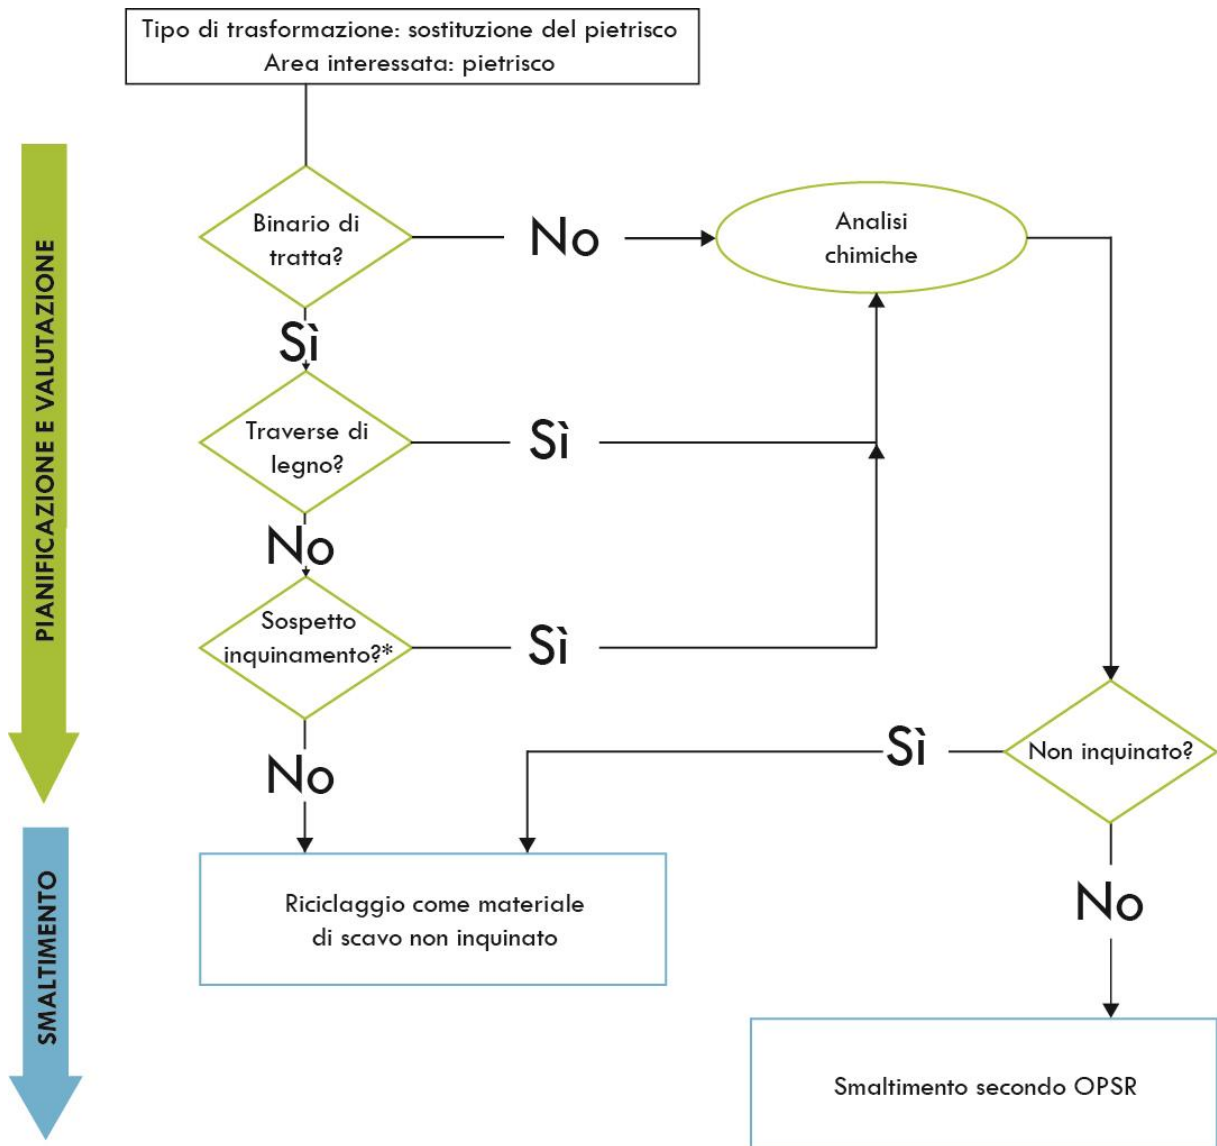 Tipo di trasformazione: sostituzione del pietrisco
Area interessata: pietrisco
PIANIFICAZIONE E VALUTAZIONE
Binario di
tratta?
No
Analisi
chimiche
Sì
Traverse di
legno?
Sì
No
Sospetto
inquinamento?*
Sì
No
Sì
Non inquinato?
SMALTIMENTO
Riciclaggio come materiale
di scavo non inquinato
No
Smaltimento secondo OPSR